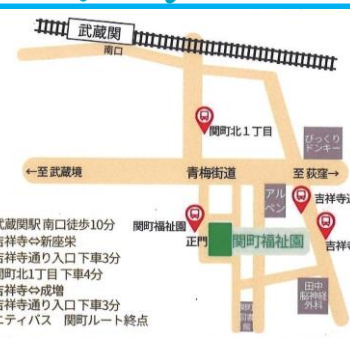 武蔵関
南口
関町北1丁目
びっくり
ドンキー
←至 武蔵境
青梅街道
至 荻窪→
アル
ペン
吉祥寺通
関町福祉園
正門
関町福祉園
吉祥寺
田中
脳神経
外科
武蔵関駅 南口徒歩10分
吉祥寺⇔新座栄
吉祥寺通り入口 下車3分
関町北1丁目 下車4分
吉祥寺⇔成増
吉祥寺通り入口 下車3分
ニティバス 関町ルート終点